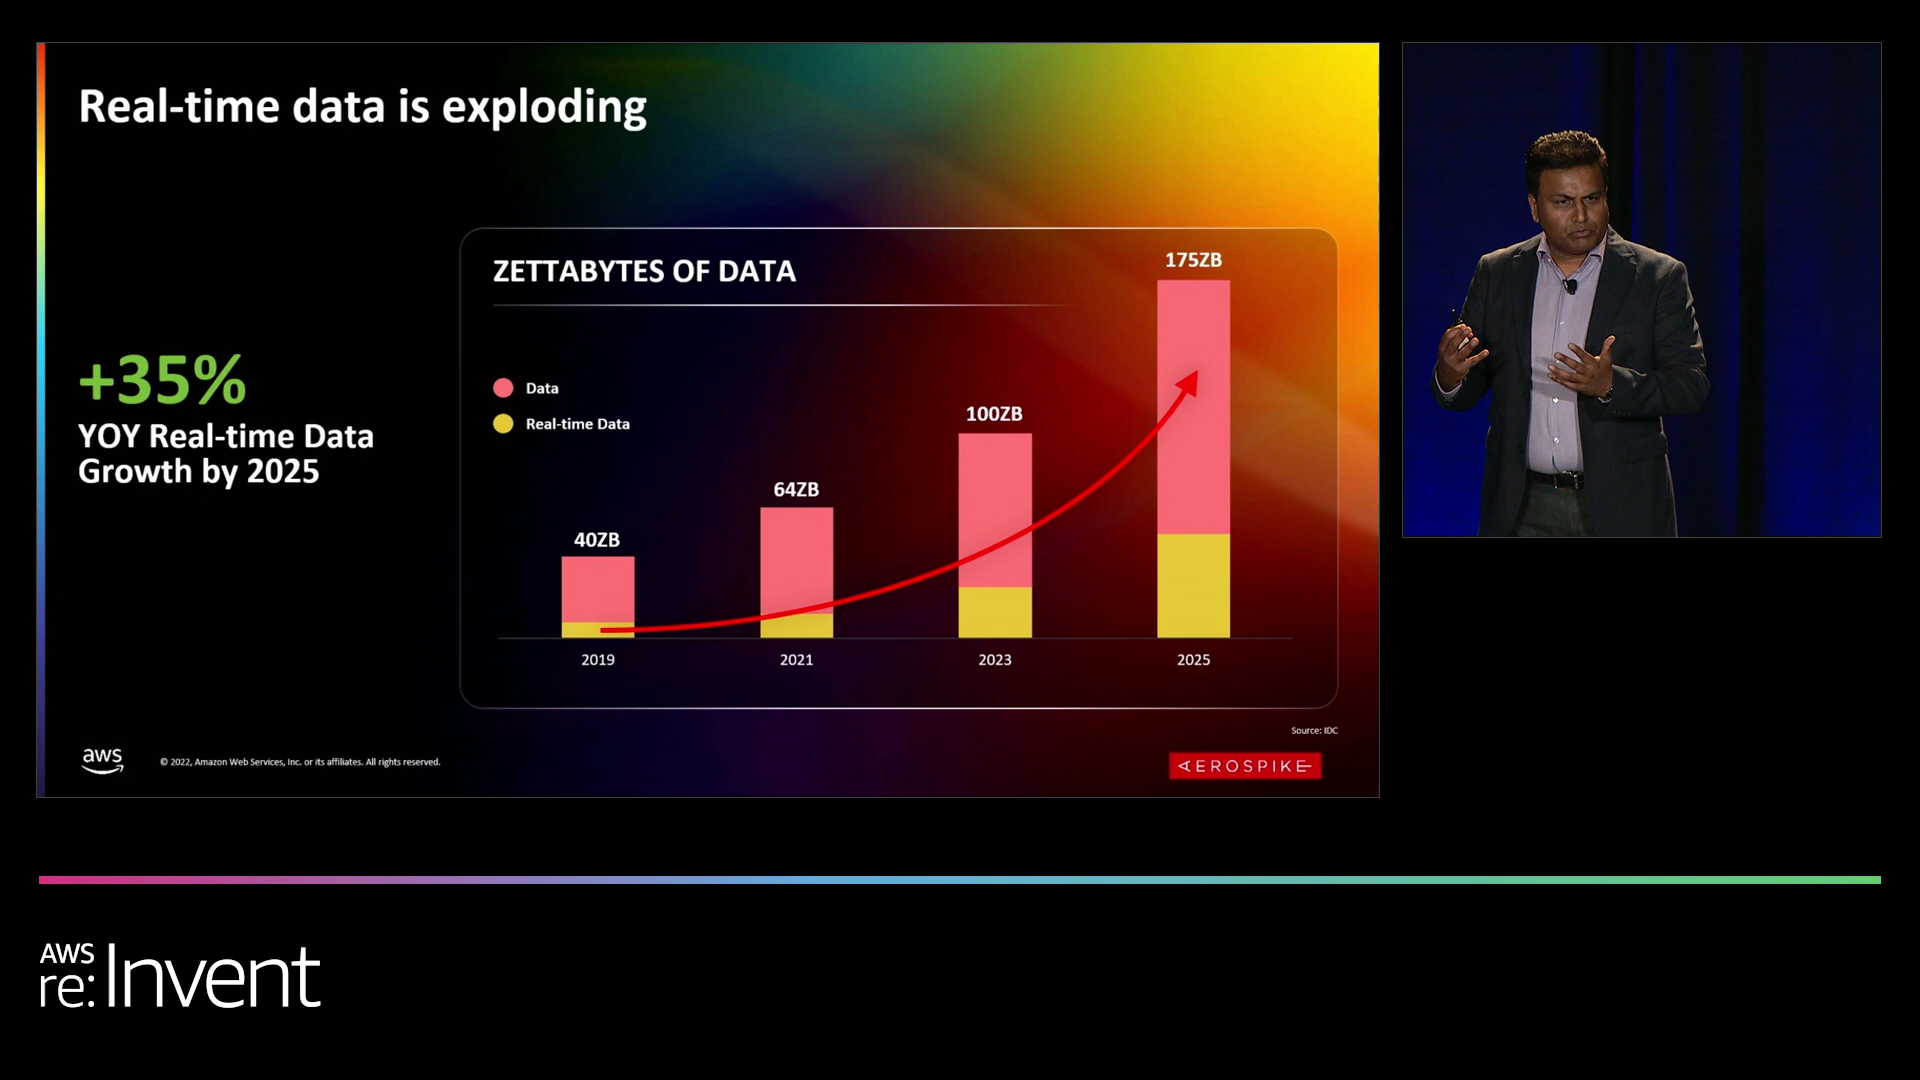 Real-time data is exploding
+35%
YOY Real-time Data
Growth by 2025
ZETTABYTES OF DATA
Data
Real-time Data
40ZB
64ZB
100ZB
175ZB
2019
2021
2023
2025
Source: IDC
aws
© 2022, Amazon Web Services, Inc. or its affiliates. All rights reserved.
AEROSPIKE
AWS
re:Invent